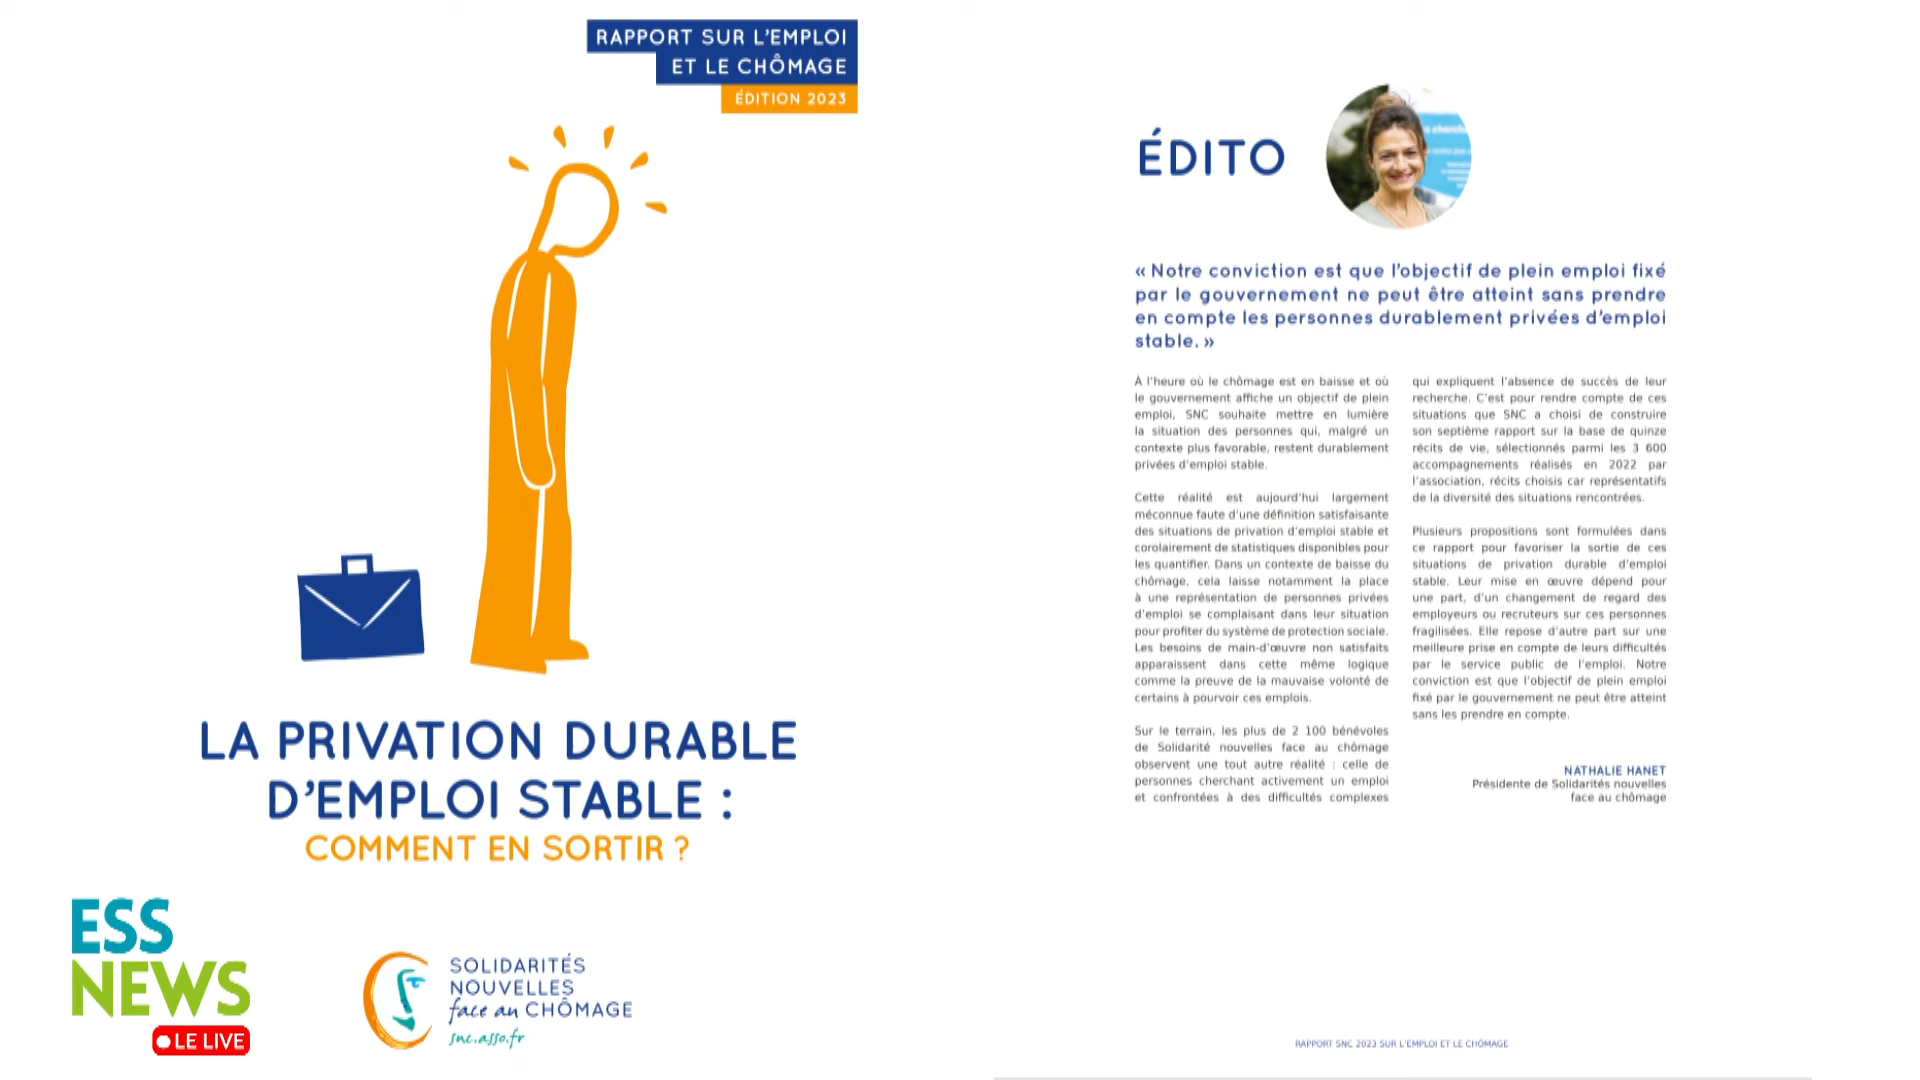 RAPPORT SUR L'EMPLOI
ET LE CHÔMAGE
ÉDITION 2023
LA PRIVATION DURABLE
D'EMPLOI STABLE :
COMMENT EN SORTIR ?
ESS
NEWS
LE LIVE
SOLIDARITÉS
NOUVELLES
face au CHÔMAGE
snc.asso.fr
ÉDITO
« Notre conviction est que l'objectif de plein emploi fixé
par le gouvernement ne peut être atteint sans prendre
en compte les personnes durablement privées d'emploi
stable. »
À l'heure où le chômage est en baisse et où
le gouvernement affiche un objectif de plein
emploi, SNC souhaite mettre en lumière
la situation des personnes qui, malgré un
contexte plus favorable, restent durablement
privées d'emploi stable.
Cette réalité est aujourd'hui largement
méconnue faute d'une définition satisfaisante
des situations de privation d'emploi stable et
corolairement de statistiques disponibles pour
les quantifier. Dans un contexte de baisse du
chômage, cela laisse notamment la place
à une représentation de personnes privées
d'emploi se complaisant dans leur situation
pour profiter du système de protection sociale.
Les besoins de main-d'œuvre non satisfaits
apparaissent dans cette même logique
comme la preuve de la mauvaise volonté de
certains à pourvoir ces emplois.
Sur le terrain, les plus de 2 100 bénévoles
de Solidarité nouvelles face au chômage
observent une tout autre réalité : celle de
personnes cherchant activement un emploi
et confrontées à des difficultés complexes
qui expliquent l'absence de succès de leur
recherche. C'est pour rendre compte de ces
situations que SNC a choisi de construire
son septième rapport sur la base de quinze
récits de vie, sélectionnés parmi les 3 600
accompagnements réalisés en 2022 par
l'association, récits choisis car représentatifs
de la diversité des situations rencontrées.
Plusieurs propositions sont formulées dans
ce rapport pour favoriser la sortie de ces
situations de privation durable d'emploi
stable. Leur mise en œuvre dépend pour
une part, d'un changement de regard des
employeurs ou recruteurs sur ces personnes
fragilisées. Elle repose d'autre part sur une
meilleure prise en compte de leurs difficultés
par le service public de l'emploi. Notre
conviction est que l'objectif de plein emploi
fixé par le gouvernement ne peut être atteint
sans les prendre en compte.
NATHALIE HANET
Présidente de Solidarités nouvelles
face au chômage
RAPPORT SNC 2023 SUR L'EMPLOI ET LE CHÔMAGE